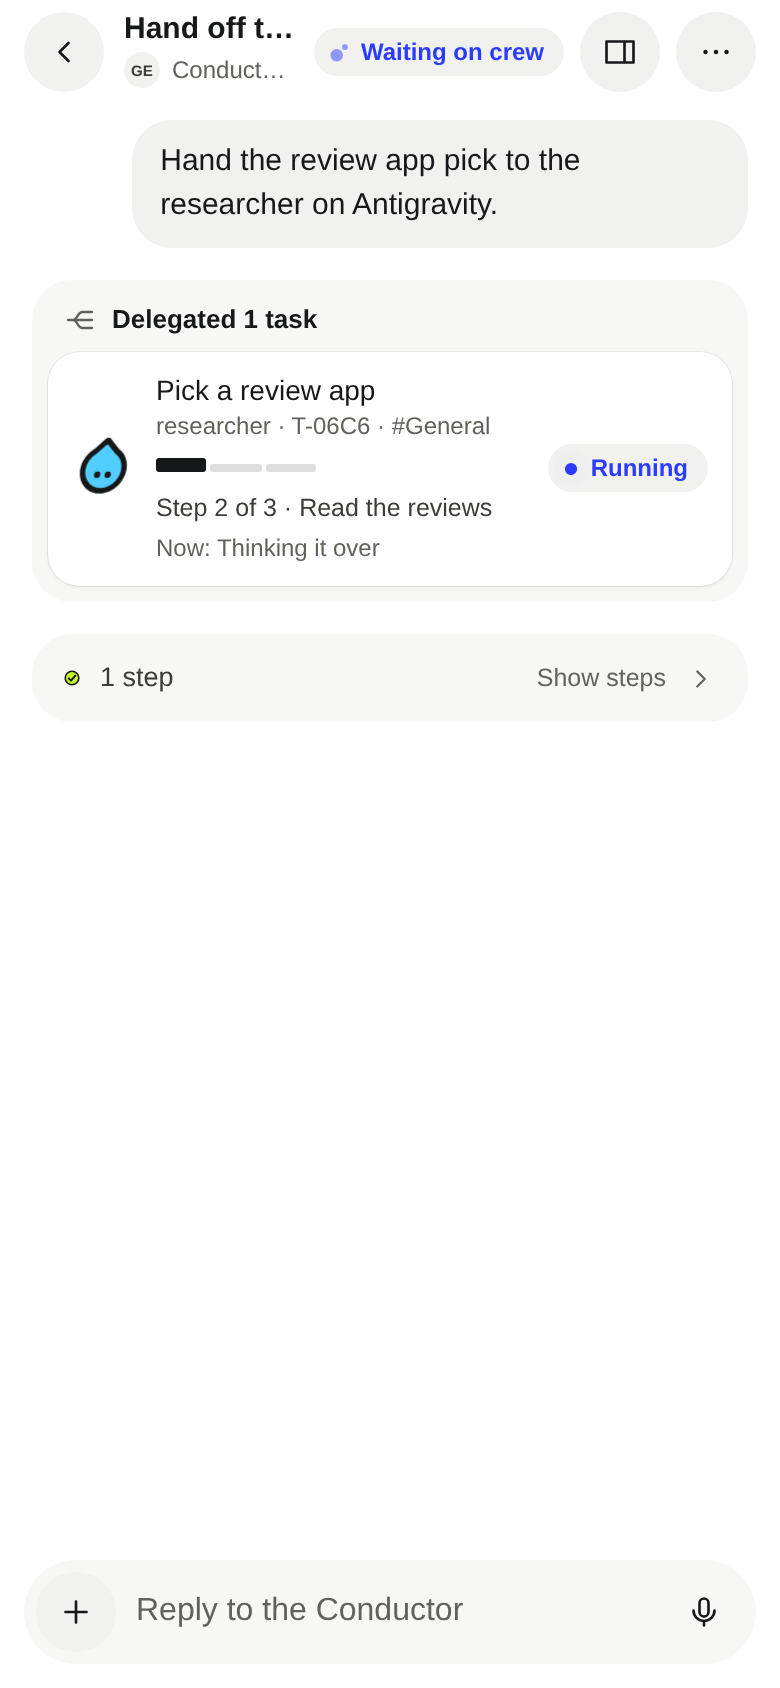 Hand off t…
GE Conduct…
Waiting on crew
Hand the review app pick to the
researcher on Antigravity.
Delegated 1 task
Pick a review app
researcher · T-06C6 · #General
Step 2 of 3 · Read the reviews
Now: Thinking it over
Running
1 step
Show steps
Reply to the Conductor